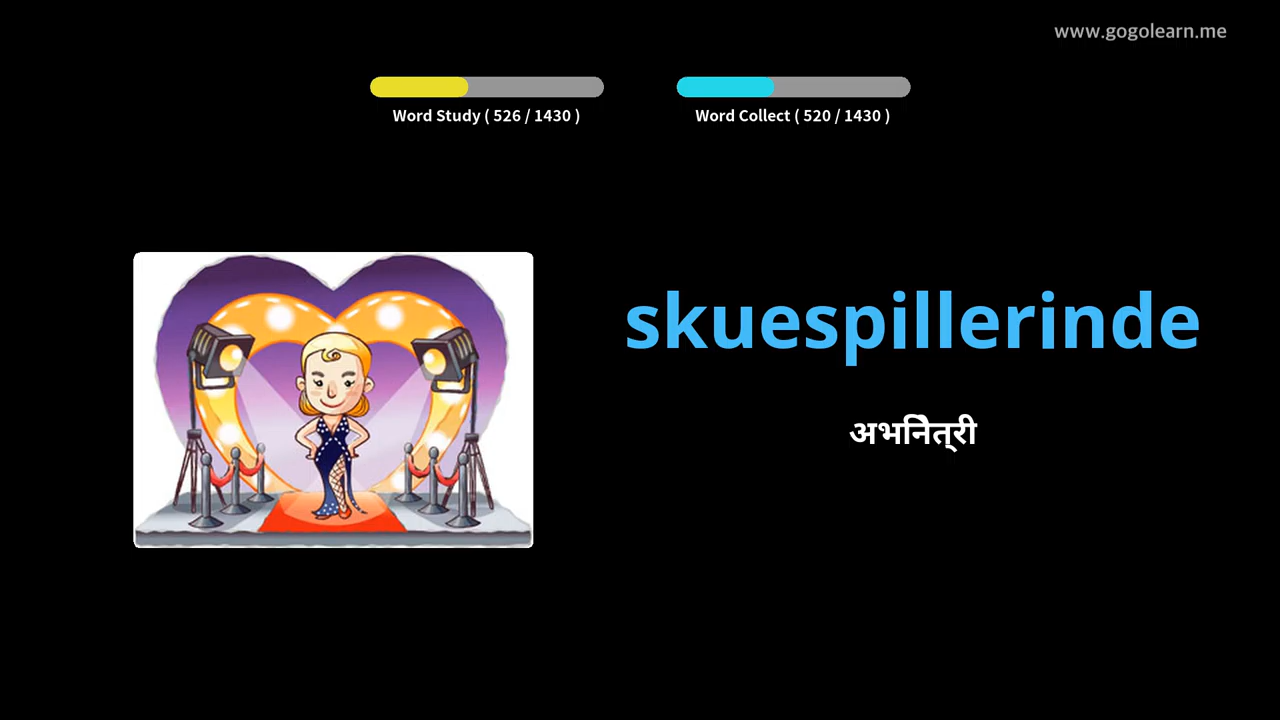 www.gogolearn.me
Word Study ( 526 / 1430 )
Word Collect ( 520 / 1430 )
skuespillerinde
अभिनेत्री